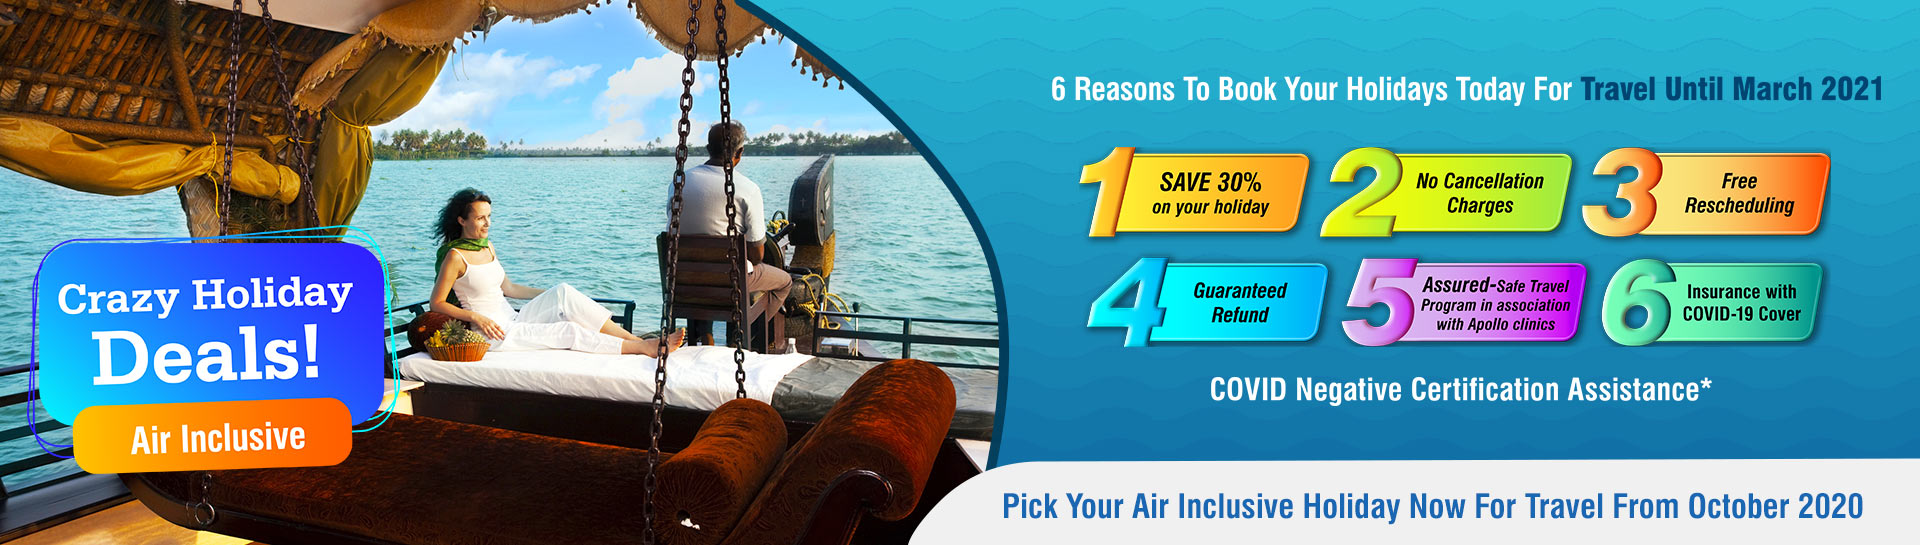 Crazy Holiday
Deals!
Air Inclusive
6 Reasons To Book Your Holidays Today For Travel Until March 2021
1 SAVE 30%
on your holiday
2 No Cancellation
Charges
3 Free
Rescheduling
4 Guaranteed
Refund
5 Assured-Safe Travel
Program in association
with Apollo clinics
6 Insurance with
COVID-19 Cover
COVID Negative Certification Assistance*
Pick Your Air Inclusive Holiday Now For Travel From October 2020